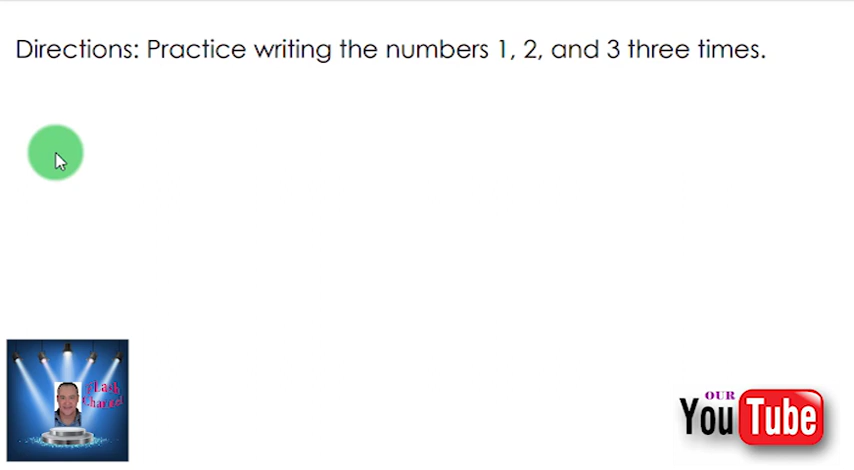 Directions: Practice writing the numbers 1, 2, and 3 three times.
OUR
YouTube